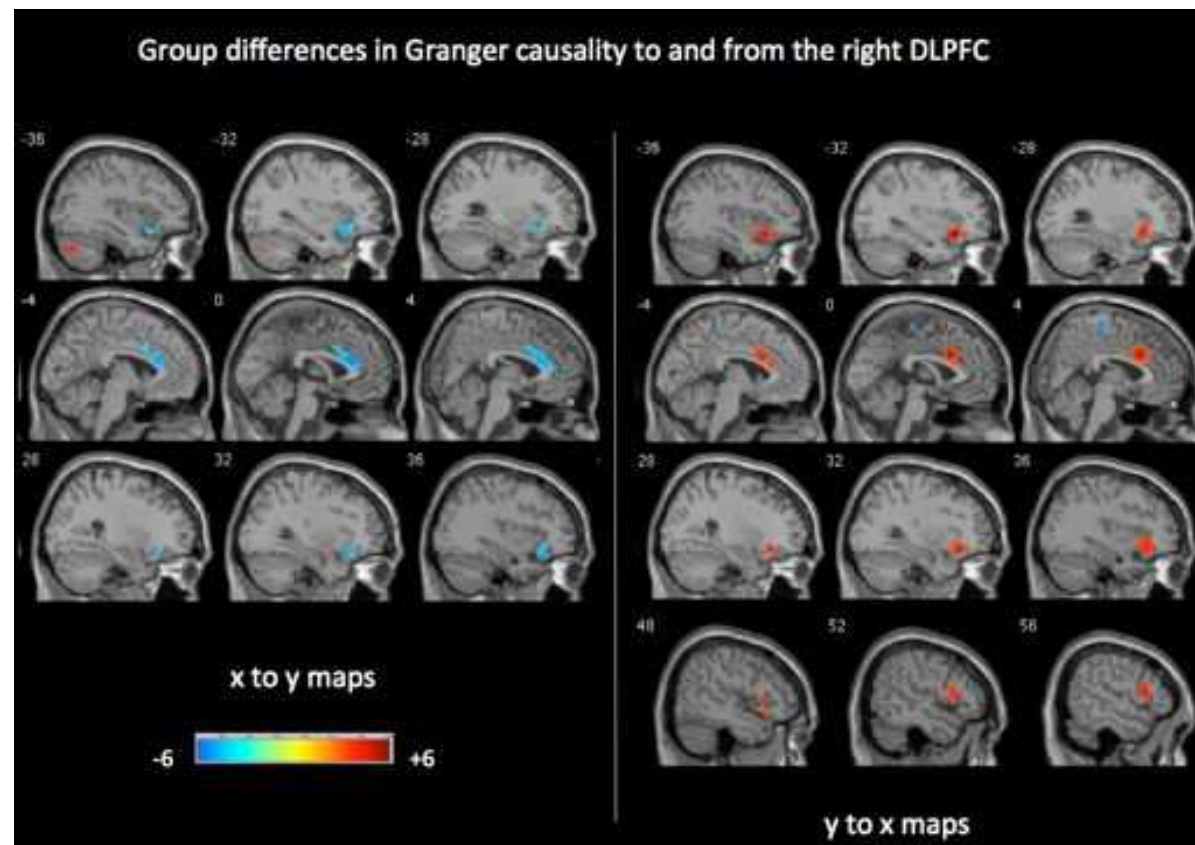 Group differences in Granger causality to and from the right DLPFC
-36 -32 -28
-4 0 4
28 32 36
x to y maps
-6 +6
-36 -32 -28
-4 0 4
28 32 36
48 52 56
y to x maps